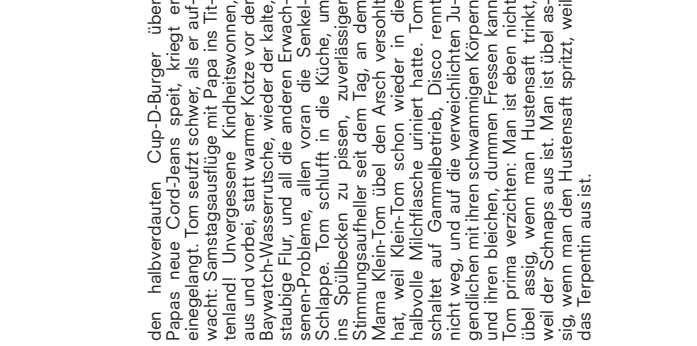 den halbverdauten Cup-D-Burger über
Papas neue Cord-Jeans speit, kriegt er
einegelangt. Tom seufzt schwer, als er auf-
wacht: Samstagsausflüge mit Papa ins Tit-
tenland! Unvergessene Kindheitswonnen,
aus und vorbei, statt warmer Kotze vor der
Baywatch-Wasserrutsche, wieder der kalte,
staubige Flur, und all die anderen Erwach-
senen-Probleme, allen voran die Senkel-
Schlappe. Tom schlufft in die Küche, um
ins Spülbecken zu pissen, zuverlässiger
Stimmungsaufheller seit dem Tag, an dem
Mama Klein-Tom übel den Arsch versohlt
hat, weil Klein-Tom schon wieder in die
halbvolle Milchflasche uriniert hatte. Tom
schaltet auf Gammelbetrieb, Disco rennt
nicht weg, und auf die verweichlichten Ju-
gendlichen mit ihren schwammigen Körpern
und ihren bleichen, dummen Fressen kann
Tom prima verzichten: Man ist eben nicht
übel assig, wenn man Hustensaft trinkt,
weil der Schnaps aus ist. Man ist übel as-
sig, wenn man den Hustensaft spritzt, weil
das Terpentin aus ist.